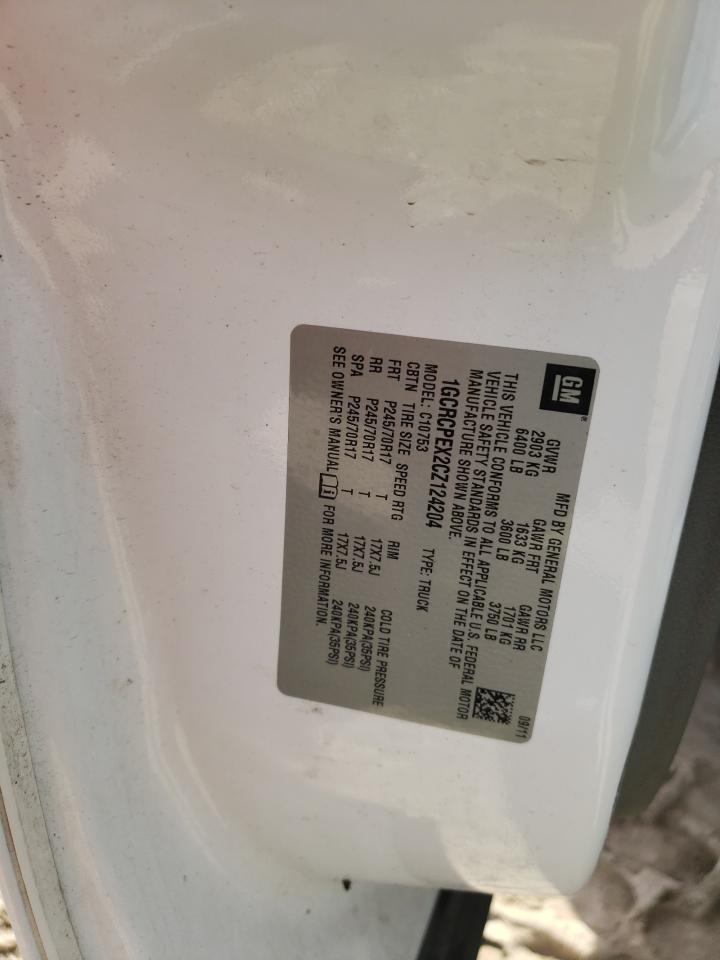 GM® MFD BY GENERAL MOTORS LLC 09/11
GVWR GAWR FRT GAWR RR
2903 KG 1633 KG 1701 KG
6400 LB 3600 LB 3750 LB
THIS VEHICLE CONFORMS TO ALL APPLICABLE U.S. FEDERAL MOTOR
VEHICLE SAFETY STANDARDS IN EFFECT ON THE DATE OF
MANUFACTURE SHOWN ABOVE.
1GCRCPEX2CZ124204 TYPE: TRUCK
MODEL: C10753
CBTN TIRE SIZE SPEED RTG RIM COLD TIRE PRESSURE
FRT P245/70R17 T 17X7.5J 240KPA(35PSI)
RR P245/70R17 T 17X7.5J 240KPA(35PSI)
SPA P245/70R17 T 17X7.5J 240KPA(35PSI)
SEE OWNER'S MANUAL FOR MORE INFORMATION.